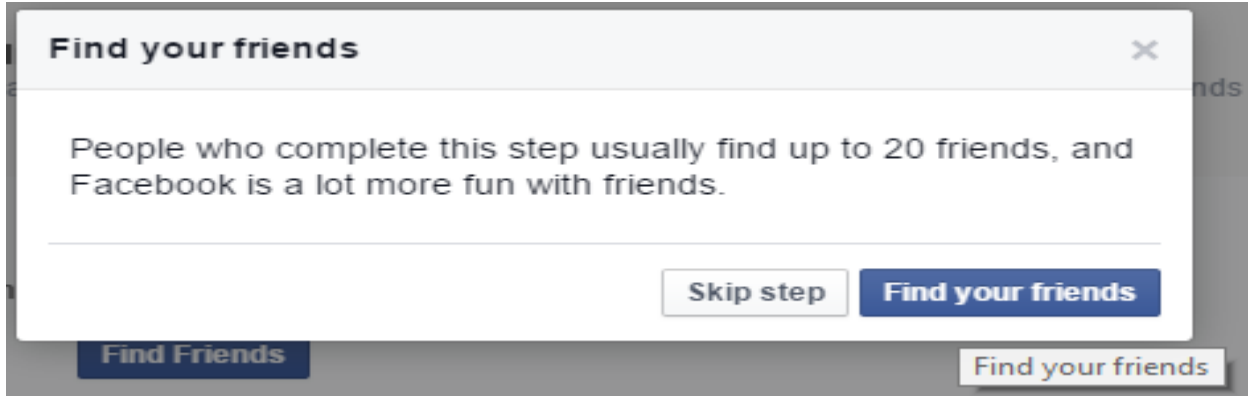 Find your friends
nds
People who complete this step usually find up to 20 friends, and
Facebook is a lot more fun with friends.
Skip step
Find your friends
Find Friends
Find your friends